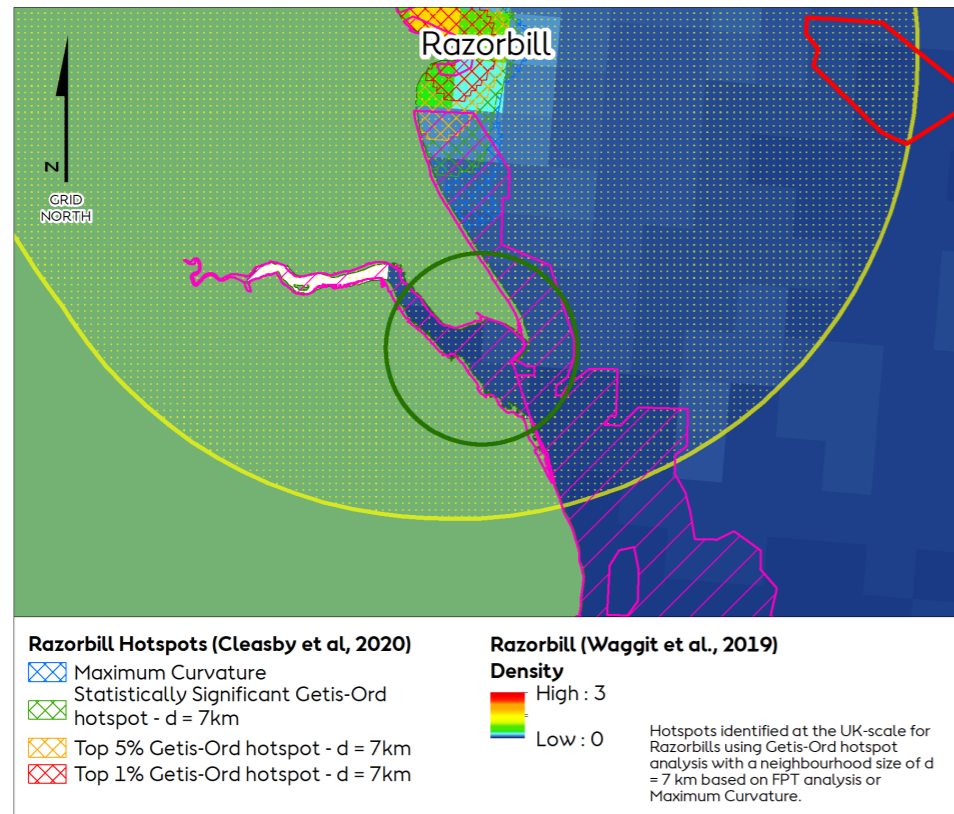 Razorbill
Z
GRID
NORTH
Razorbill Hotspots (Cleasby et al, 2020)
Maximum Curvature
Statistically Significant Getis-Ord
hotspot - d = 7km
Top 5% Getis-Ord hotspot - d = 7km
Top 1% Getis-Ord hotspot - d = 7km
Razorbill (Waggit et al., 2019)
Density
High : 3
Low : 0
Hotspots identified at the UK-scale for
Razorbills using Getis-Ord hotspot
analysis with a neighbourhood size of d
= 7 km based on FPT analysis or
Maximum Curvature.